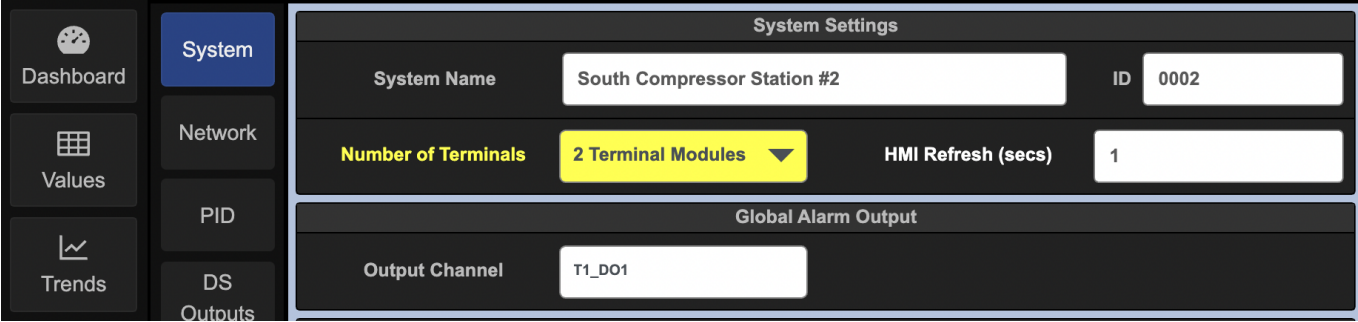 Dashboard
Values
Trends
System
Network
PID
DS
Outputs
System Settings
System Name South Compressor Station #2 ID 0002
Number of Terminals 2 Terminal Modules HMI Refresh (secs) 1
Global Alarm Output
Output Channel T1_DO1